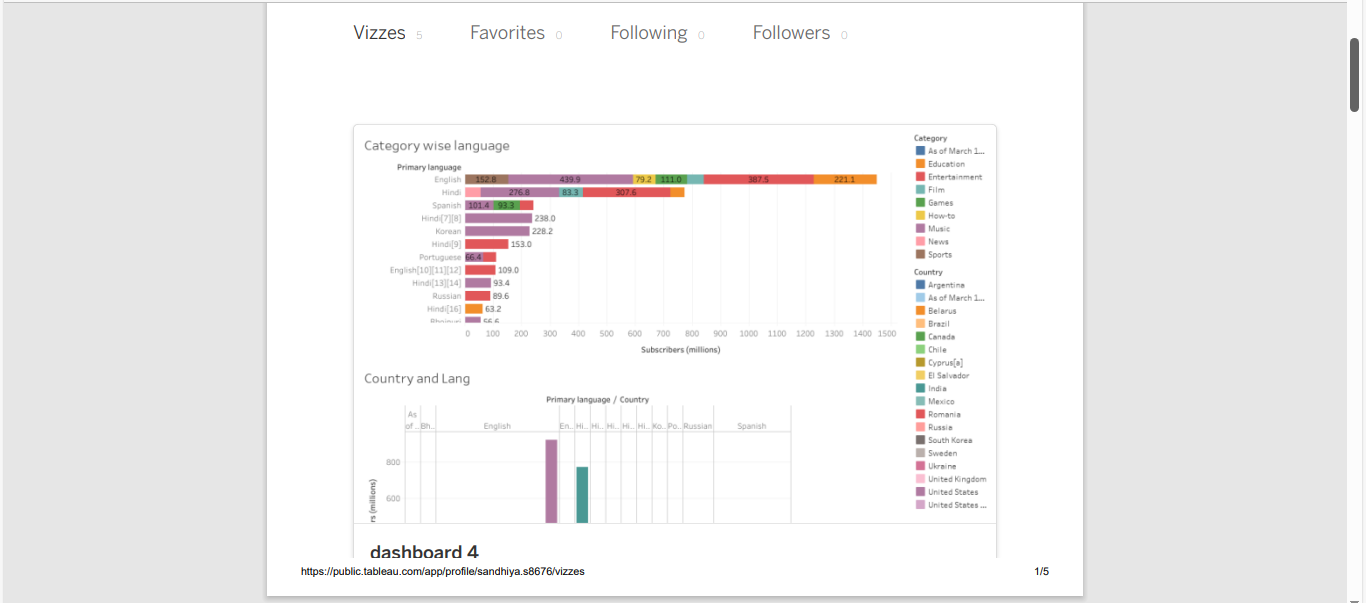 Vizzes 5 Favorites 0 Following 0 Followers 0
Category wise language
Primary language
English 152.8 439.9 79.2 111.0 387.5 221.1
Hindi 276.8 83.3 307.6
Spanish 101.4 93.3
Hindi[7][8] 238.0
Korean 228.2
Hindi[9] 153.0
Portuguese 66.4
English[10][11][12] 109.0
Hindi[13][14] 93.4
Russian 89.6
Hindi[16] 63.2
Bhojpuri 56.6
0 100 200 300 400 500 600 700 800 900 1000 1100 1200 1300 1400 1500
Subscribers (millions)
Category
As of March 1...
Education
Entertainment
Film
Games
How-to
Music
News
Sports
Country
Argentina
As of March 1...
Belarus
Brazil
Canada
Chile
Cyprus[a]
El Salvador
India
Mexico
Romania
Russia
South Korea
Sweden
Ukraine
United Kingdom
United States
United States ...
Country and Lang
Primary language / Country
As
of .. Bh.. English En.. Hi.. Hi.. Hi.. Hi.. Hi.. Ko.. Po.. Russian Spanish
800
600
rs (millions)
dashboard 4
https://public.tableau.com/app/profile/sandhiya.s8676/vizzes 1/5